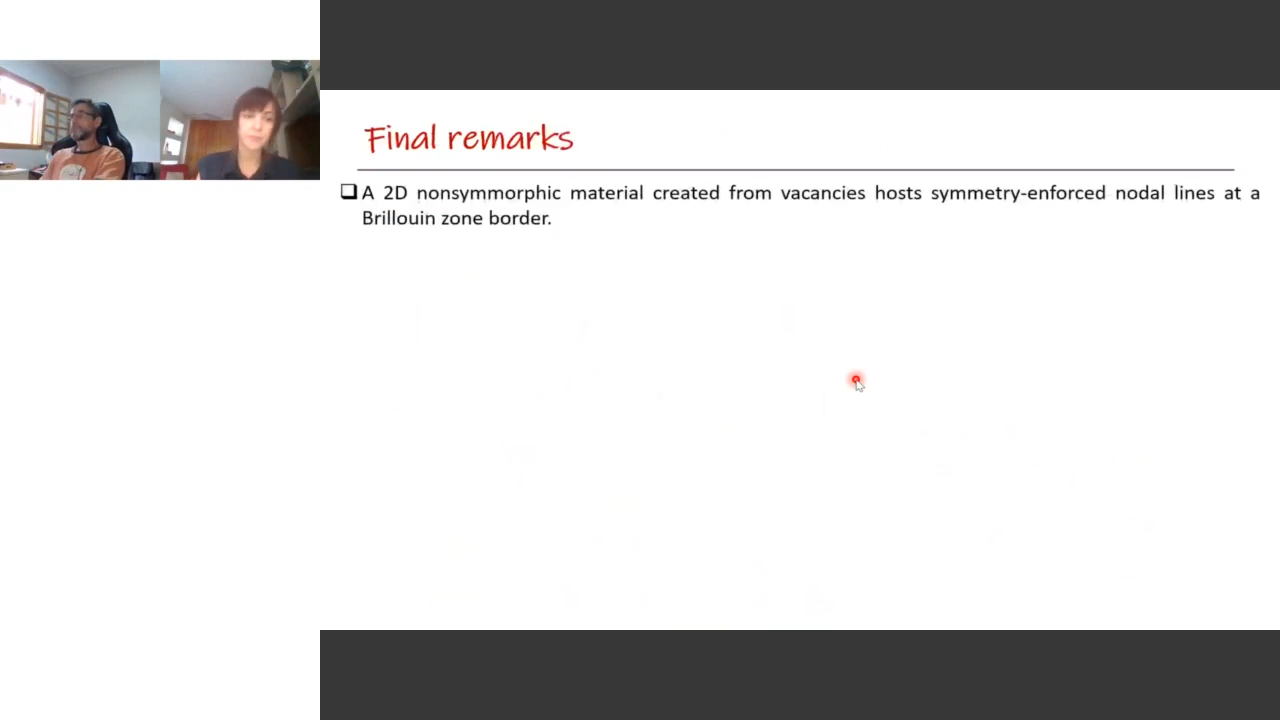 Final remarks
A 2D nonsymmorphic material created from vacancies hosts symmetry-enforced nodal lines at a
Brillouin zone border.